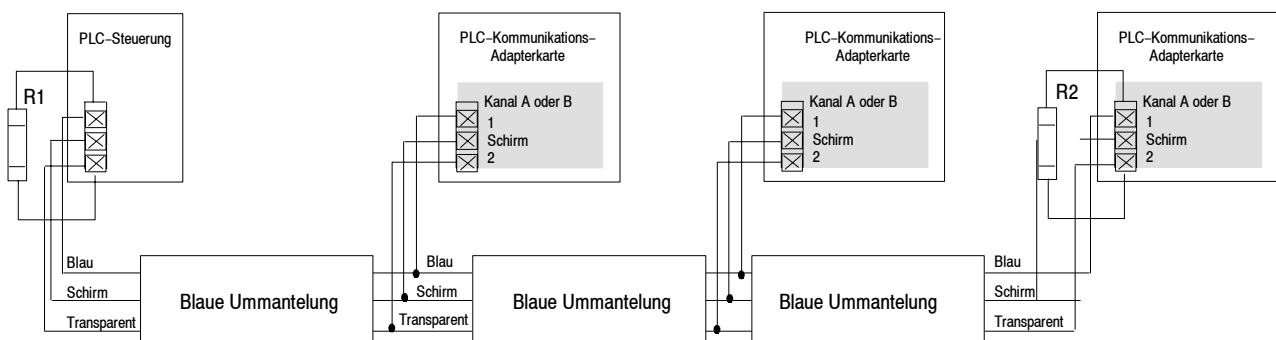 PLC–Steuerung
R1
PLC–Kommunikations–
Adapterkarte
Kanal A oder B
1
Schirm
2
PLC–Kommunikations–
Adapterkarte
Kanal A oder B
1
Schirm
2
PLC–Kommunikations–
Adapterkarte
R2
Kanal A oder B
1
Schirm
2
Blau
Schirm
Transparent
Blaue Ummantelung
Blau
Schirm
Transparent
Blaue Ummantelung
Blaue Ummantelung
Blau
Schirm
Transparent